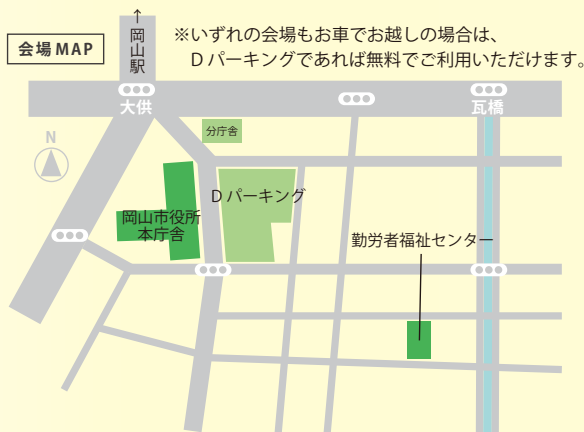 会場 MAP
↑岡山駅
※いずれの会場もお車でお越しの場合は、
Dパーキングであれば無料でご利用いただけます。
大供
瓦橋
N
分庁舎
Dパーキング
岡山市役所
本庁舎
勤労者福祉センター